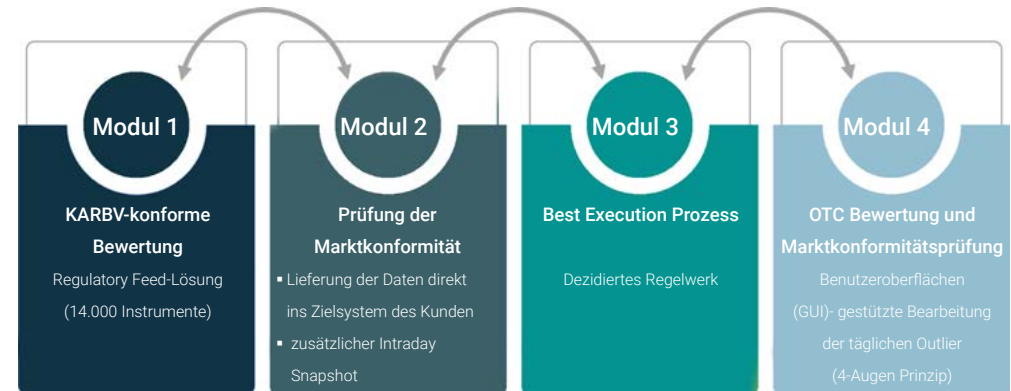 Modul 1
KARBV-konforme
Bewertung
Regulatory Feed-Lösung
(14.000 Instrumente)
Modul 2
Prüfung der
Marktkonformität
▪ Lieferung der Daten direkt
ins Zielsystem des Kunden
▪ zusätzlicher Intraday
Snapshot
Modul 3
Best Execution Prozess
Dezidiertes Regelwerk
Modul 4
OTC Bewertung und
Marktkonformitätsprüfung
Benutzeroberflächen
(GUI)- gestützte Bearbeitung
der täglichen Outlier
(4-Augen Prinzip)